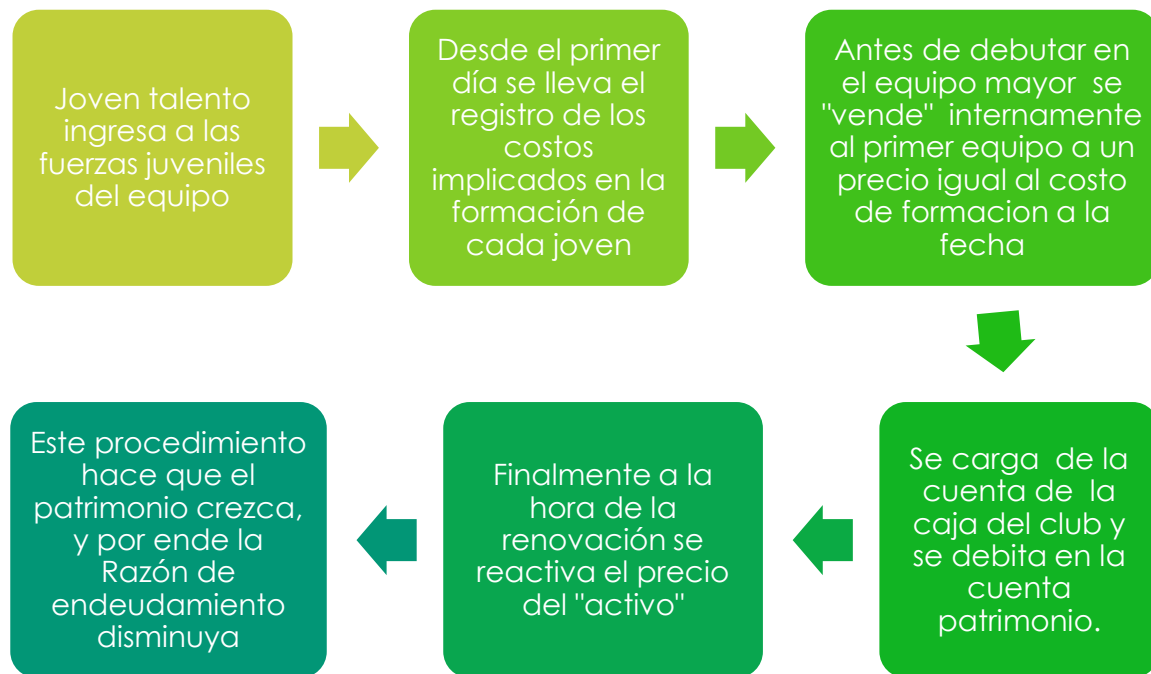 Joven talento
ingresa a las
fuerzas juveniles
del equipo
Desde el primer
día se lleva el
registro de los
costos
implicados en la
formación de
cada joven
Antes de debutar en
el equipo mayor se
"vende" internamente
al primer equipo a un
precio igual al costo
de formacion a la
fecha
Se carga de la
cuenta de la
caja del club y
se debita en la
cuenta
patrimonio.
Finalmente a la
hora de la
renovación se
reactiva el precio
del "activo"
Este procedimiento
hace que el
patrimonio crezca,
y por ende la
Razón de
endeudamiento
disminuya